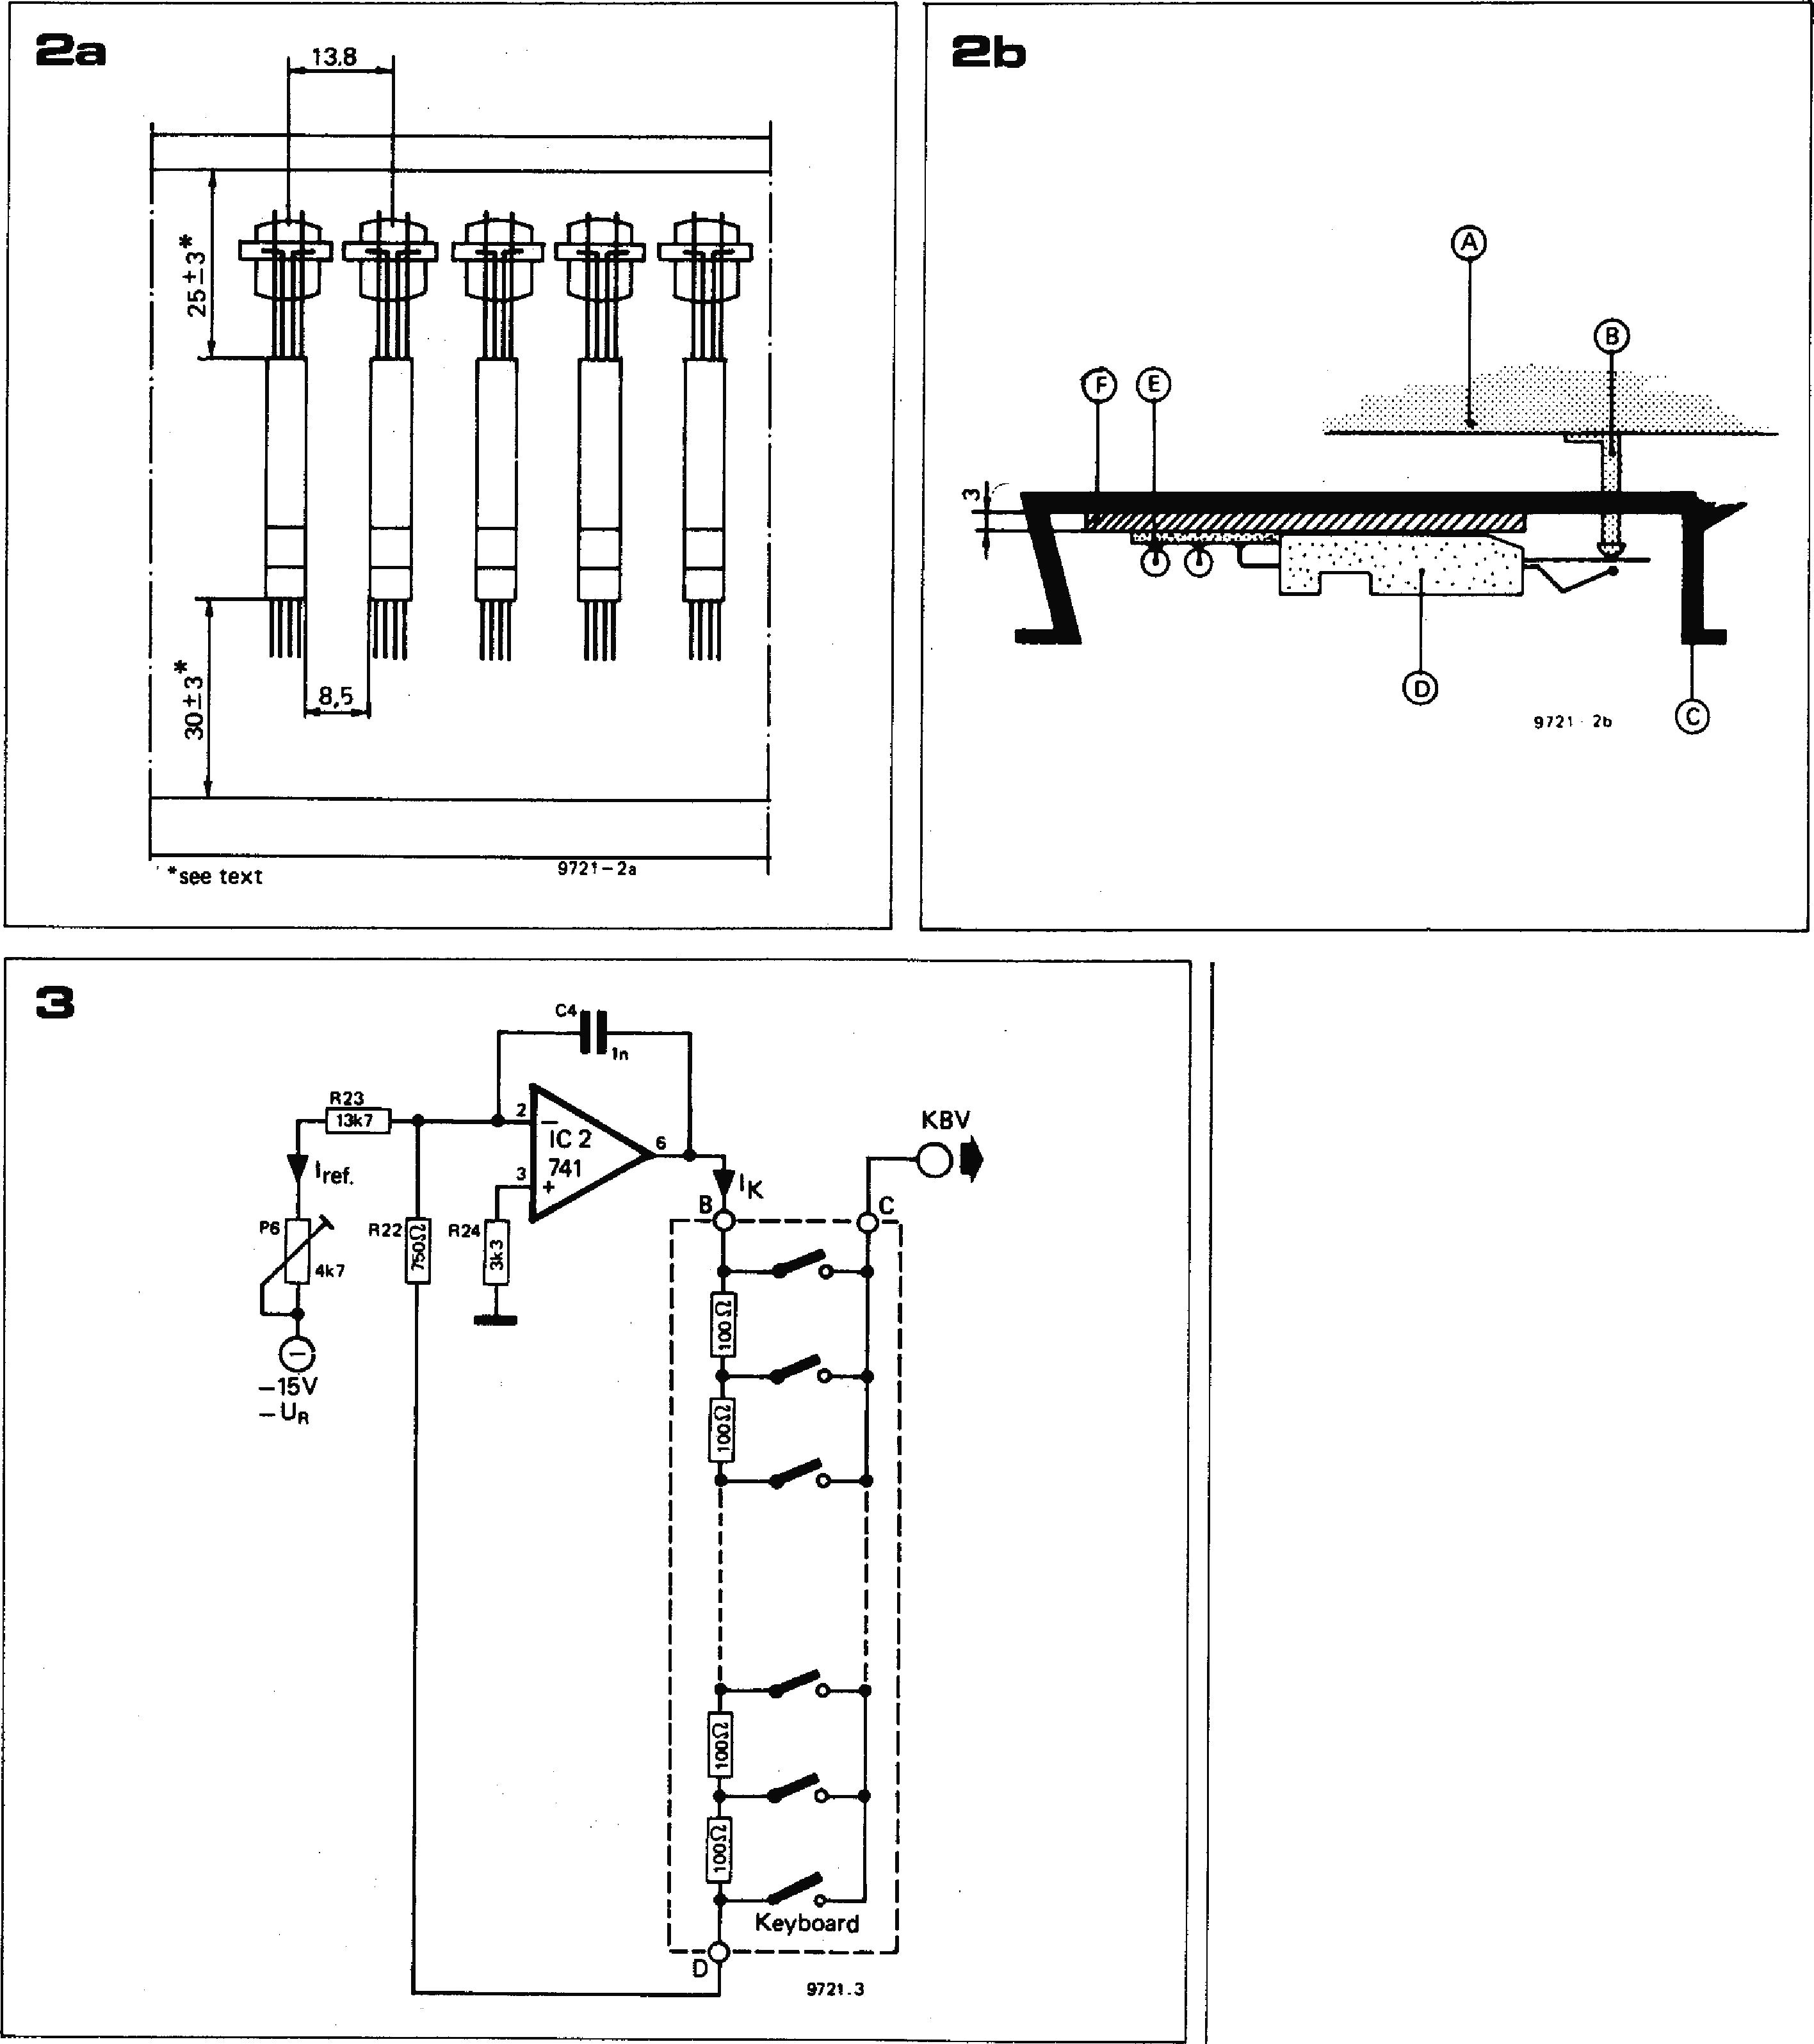 2a
13,8
25±3*
30±3*
8,5
*see text
9721-2a
2b
A
B
F
E
3
D
C
9721 2b
3
C4
1n
R23
13k7
2
−
IC 2
741
6
3
+
KBV
Iref.
IK
B
C
P6
4k7
R22
750Ω
R24
3k3
100Ω
1
−15V
−UR
100Ω
100Ω
100Ω
Keyboard
D
9721.3